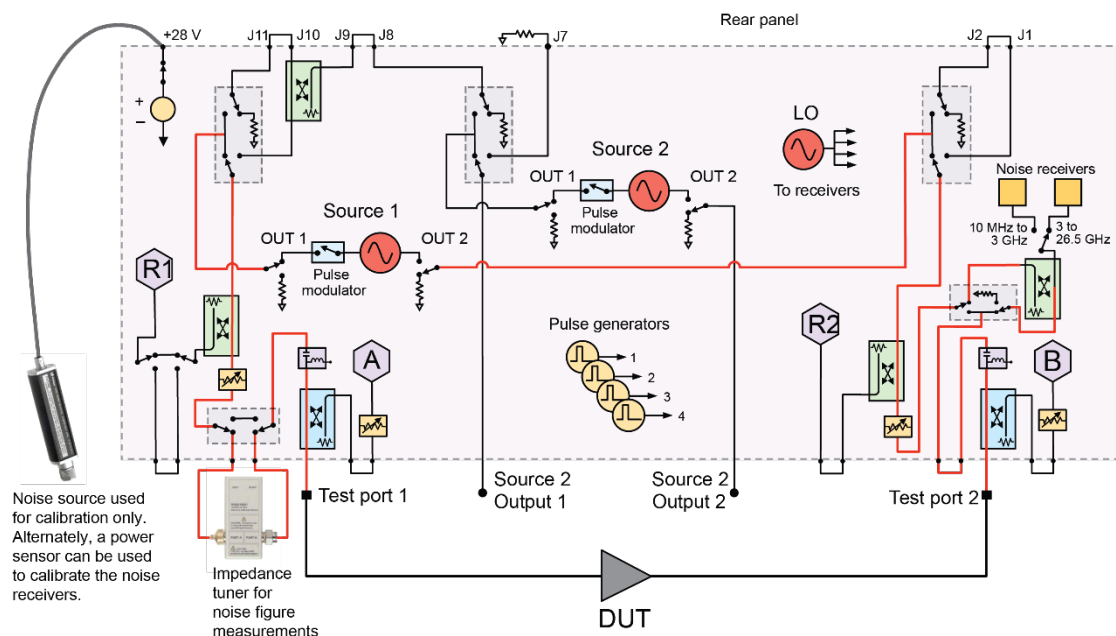 Rear panel
+28 V
J11
J10
J9
J8
J7
J2
J1
+
−
LO
To receivers
Source 2
OUT 1
OUT 2
Pulse
modulator
Noise receivers
10 MHz to
3 GHz
3 to
26.5 GHz
Source 1
OUT 1
OUT 2
Pulse
modulator
R1
R2
A
B
Pulse generators
1
2
3
4
Test port 1
Source 2
Output 1
Source 2
Output 2
Test port 2
Noise source used
for calibration only.
Alternately, a power
sensor can be used
to calibrate the noise
receivers.
Impedance
tuner for
noise figure
measurements
DUT